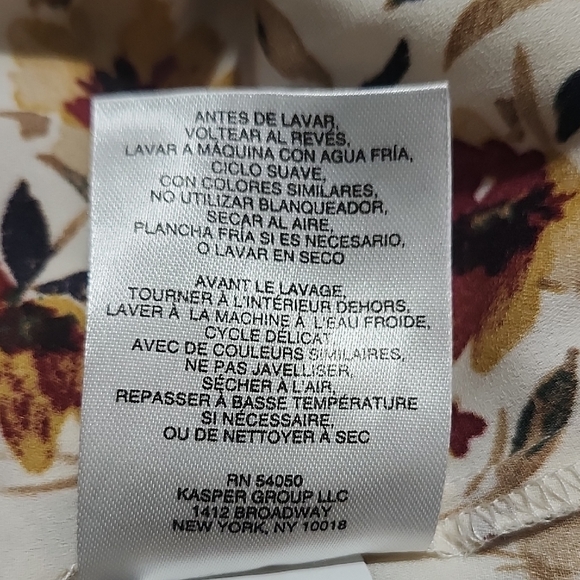 ANTES DE LAVAR,
VOLTEAR AL REVÉS,
LAVAR A MÁQUINA CON AGUA FRÍA,
CICLO SUAVE,
CON COLORES SIMILARES,
NO UTILIZAR BLANQUEADOR,
SECAR AL AIRE,
PLANCHA FRÍA SI ES NECESARIO,
O LAVAR EN SECO
AVANT LE LAVAGE,
TOURNER À L'INTÉRIEUR DEHORS,
LAVER À LA MACHINE À L'EAU FROIDE,
CYCLE DÉLICAT
AVEC DE COULEURS SIMILAIRES,
NE PAS JAVELLISER,
SÉCHER À L'AIR,
REPASSER À BASSE TEMPÉRATURE
SI NÉCESSAIRE,
OU DE NETTOYER À SEC
RN 54050
KASPER GROUP LLC
1412 BROADWAY
NEW YORK, NY 10018